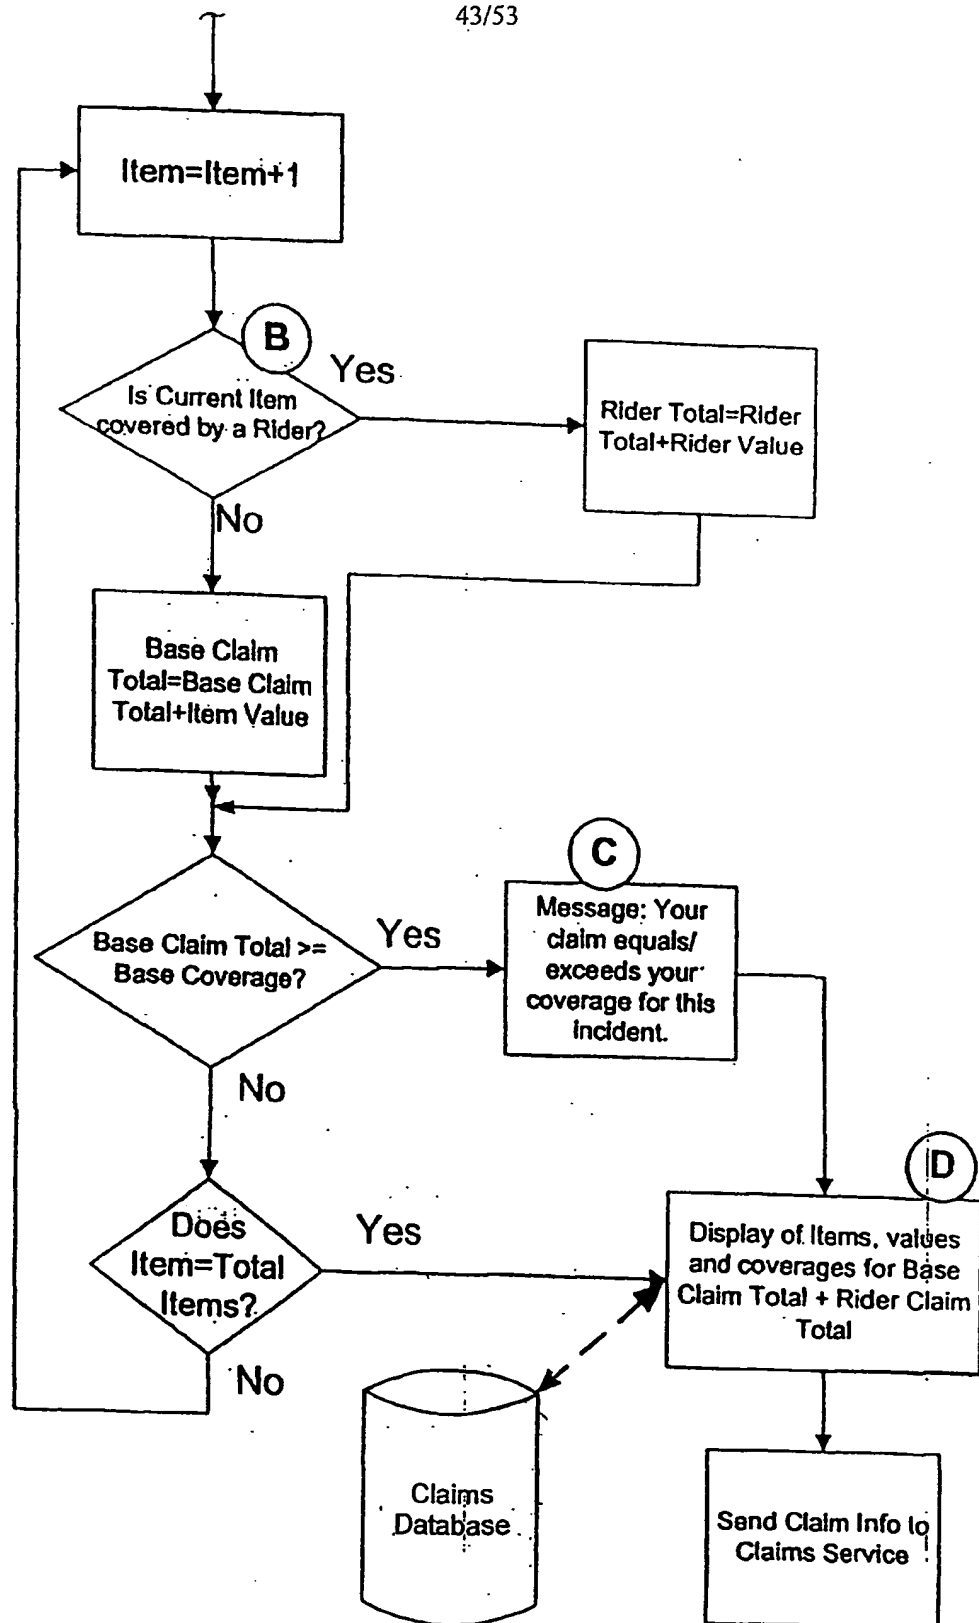 43/53
Item=Item+1
B
Yes
Is Current Item
covered by a Rider?
Rider Total=Rider
Total+Rider Value
No
Base Claim
Total=Base Claim
Total+Item Value
C
Base Claim Total >=
Base Coverage?
Yes
Message: Your
claim equals/
exceeds your
coverage for this
incident.
No
D
Does
Item=Total
Items?
Yes
Display of Items, values
and coverages for Base
Claim Total + Rider Claim
Total
No
Claims
Database
Send Claim Info to
Claims Service